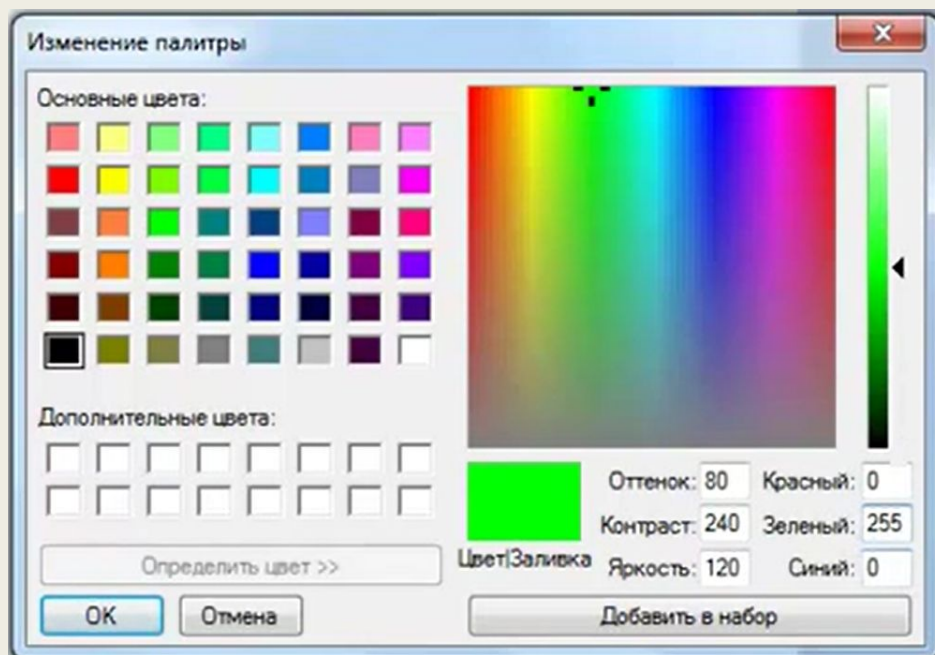 Изменение палитры
Основные цвета:
Дополнительные цвета:
Определить цвет >>
OK
Отмена
Цвет|Заливка
Оттенок: 80
Красный: 0
Контраст: 240
Зеленый: 255
Яркость: 120
Синий: 0
Добавить в набор